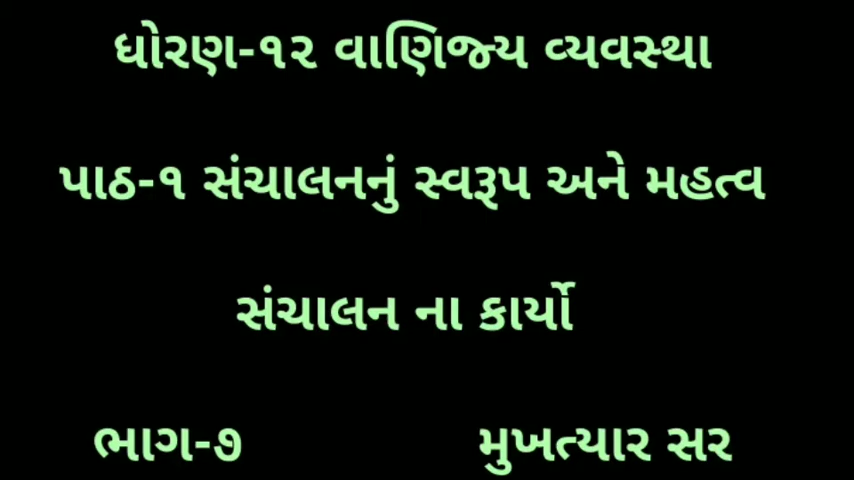 ધોરણ-૧૨ વાણિજ્ય વ્યવસ્થા
પાઠ-૧ સંચાલનનું સ્વરૂપ અને મહત્વ
સંચાલન ના કાર્યો
ભાગ-૭ મુખત્યાર સર